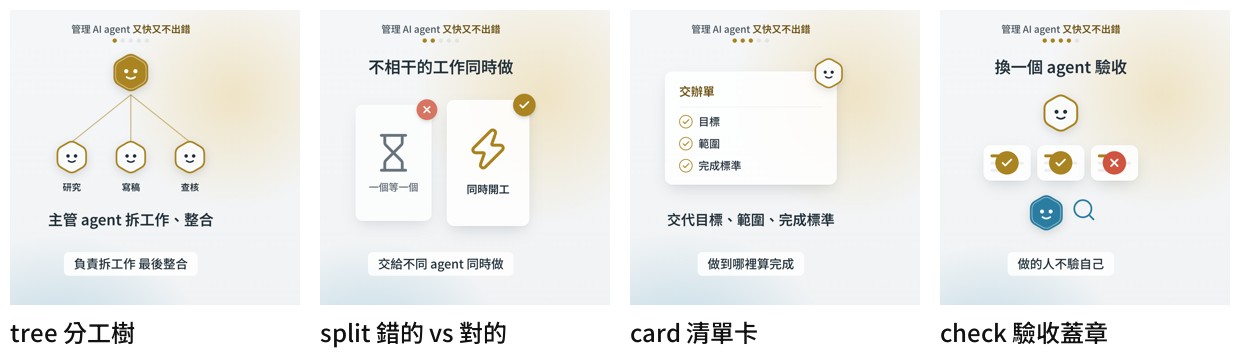 管理 AI agent 又快又不出錯
研究
寫稿
查核
主管 agent 拆工作、整合
負責拆工作 最後整合
tree 分工樹
管理 AI agent 又快又不出錯
不相干的工作同時做
一個等一個
同時開工
交給不同 agent 同時做
split 錯的 vs 對的
管理 AI agent 又快又不出錯
交辦單
目標
範圍
完成標準
交代目標、範圍、完成標準
做到哪裡算完成
card 清單卡
管理 AI agent 又快又不出錯
換一個 agent 驗收
做的人不驗自己
check 驗收蓋章